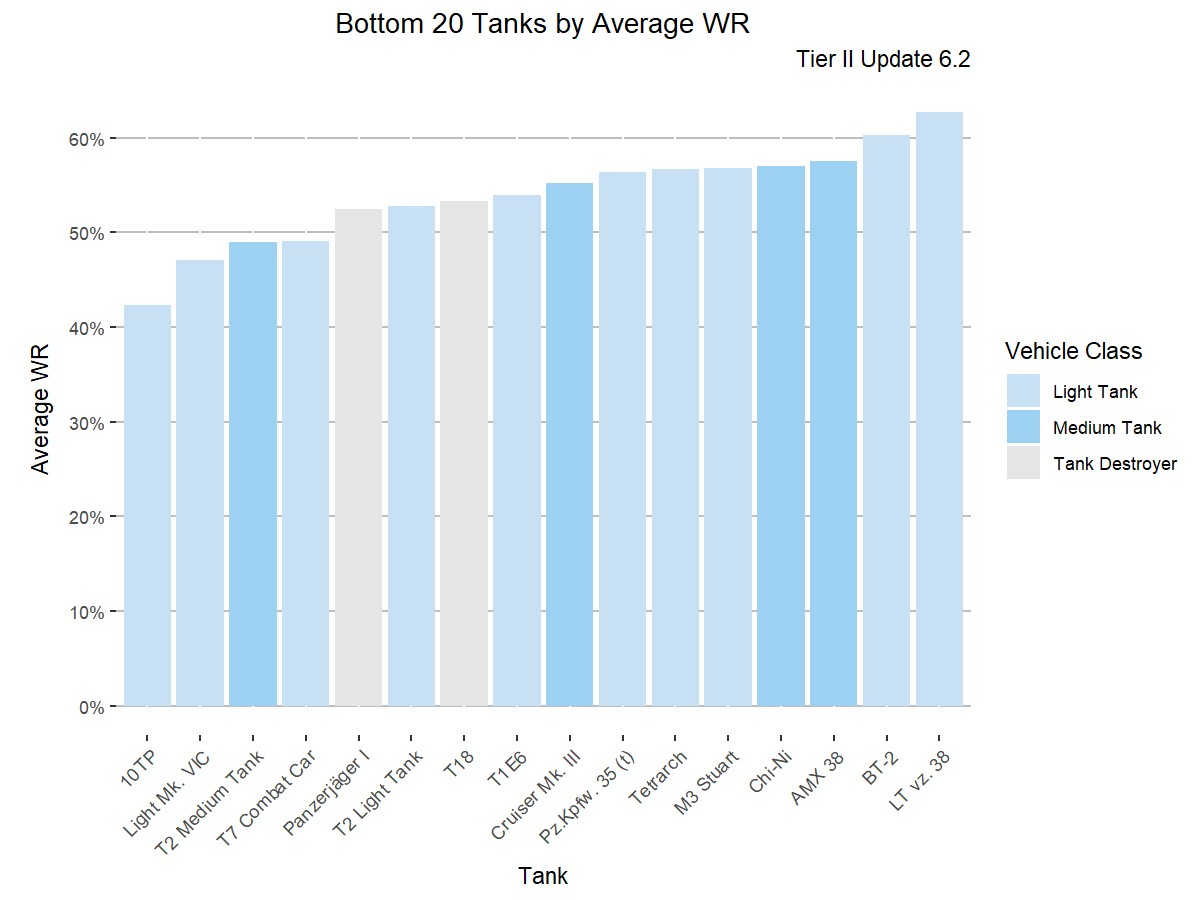 Bottom 20 Tanks by Average WR
Tier II Update 6.2
Average WR
60%
50%
40%
30%
20%
10%
0%
10TP
Light Mk. VIC
T2 Medium Tank
T7 Combat Car
Panzerjäger I
T2 Light Tank
T18
T1E6
Cruiser Mk. III
Pz.Kpfw. 35 (t)
Tetrarch
M3 Stuart
Chi-Ni
AMX 38
BT-2
LT vz. 38
Tank
Vehicle Class
Light Tank
Medium Tank
Tank Destroyer